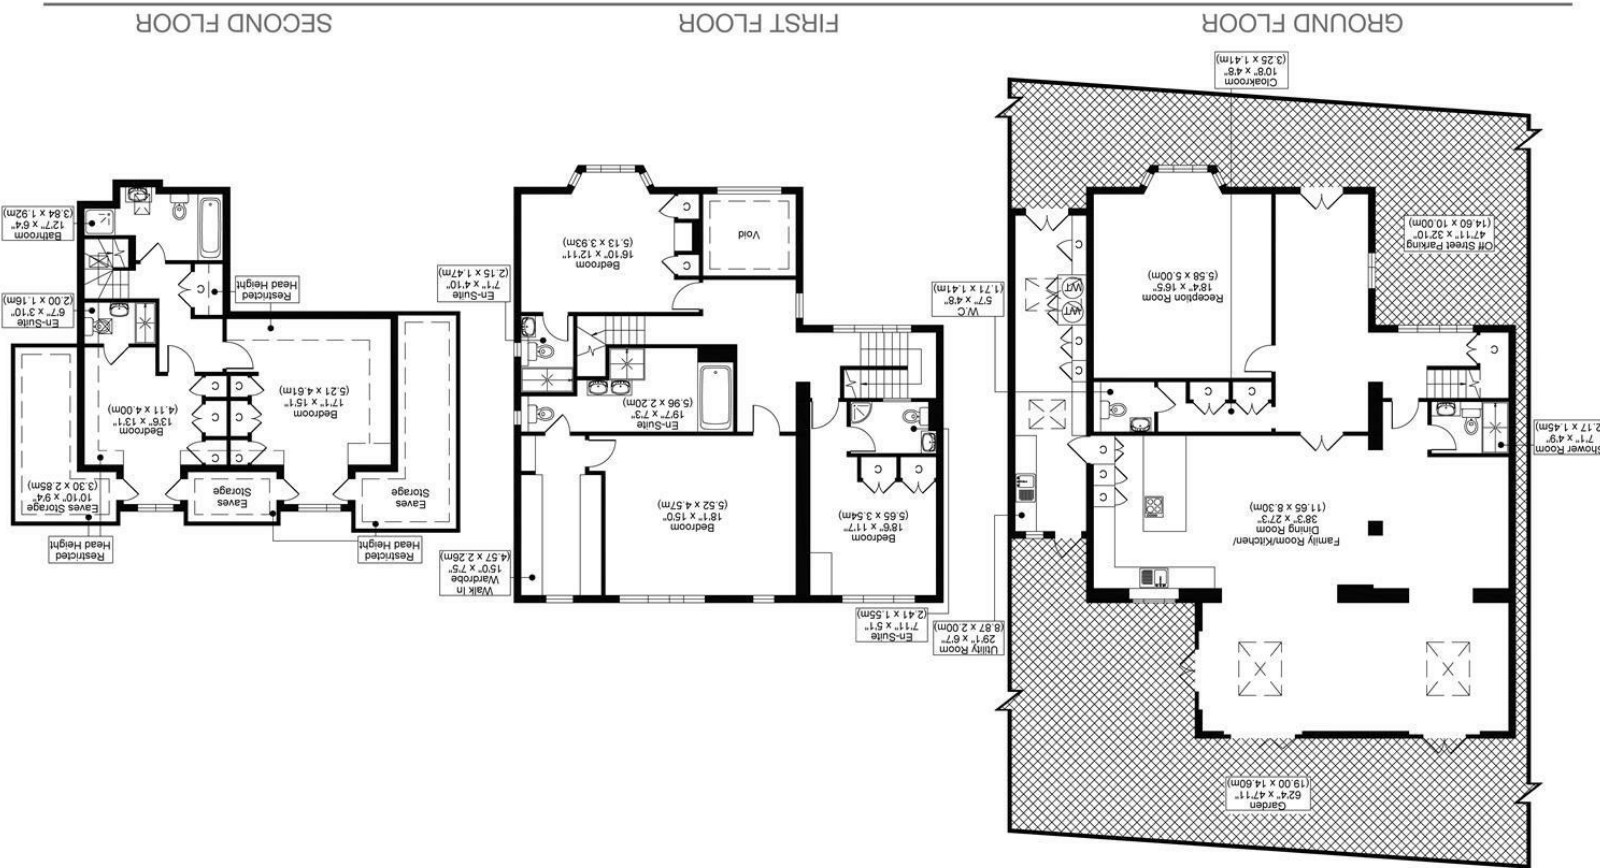 Garden
62'4" x 47'11"
(19.00 x 14.60m)
Family Room/Kitchen/
Dining Room
38'3" x 27'3"
(11.65 x 8.30m)
Utility Room
29'1" x 6'7"
(8.87 x 2.00m)
Shower Room
7'1" x 4'9"
2.17 x 1.45m)
C
C
C
C
C
C
W.C
5'7" x 4'8"
(1.71 x 1.41m)
C
C
Reception Room
18'4" x 16'5"
(5.58 x 5.00m)
WT
WT
C
Off Street Parking
47'11" x 32'10"
(14.60 x 10.00m)
Cloakroom
10'8" x 4'8"
(3.25 x 1.41m)
GROUND FLOOR
En-Suite
7'11" x 5'1"
(2.41 1.55m)
Bedroom
18'6" x 11'7"
(5.65 x 3.54m)
C
C
Bedroom
18'1" x 15'0"
(5.52 x 4.57m)
Walk In
Wardrobe
15'0" x 7'5"
(4.57 x 2.26m)
En-Suite
19'7" x 7'3"
(5.96 x 2.20m)
En-Suite
7'1" x 4'10"
(2.15 x 1.47m)
Void
C
C
Bedroom
16'10" x 12'11"
(5.13 x 3.93m)
FIRST FLOOR
Restricted
Head Height
Restricted
Head Height
Eaves
Storage
Eaves
Storage
Eaves Storage
10'10" x 9'4"
(3.30 x 2.85m)
C
C
C
C
C
C
Bedroom
17'1" x 15'1"
(5.21 x 4.61m)
Bedroom
13'6" x 13'1"
(4.11 x 4.00m)
En-Suite
6'7" x 3'10"
(2.00 x 1.16m)
Restricted
Head Height
C
Bathroom
12'7" x 6'4"
(3.84 1.92m)
SECOND FLOOR